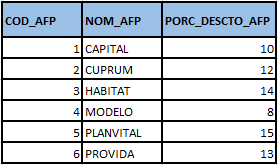 COD_AFP NOM_AFP PORC_DESCTO_AFP
1 CAPITAL 10
2 CUPRUM 12
3 HABITAT 14
4 MODELO 8
5 PLANVITAL 15
6 PROVIDA 13